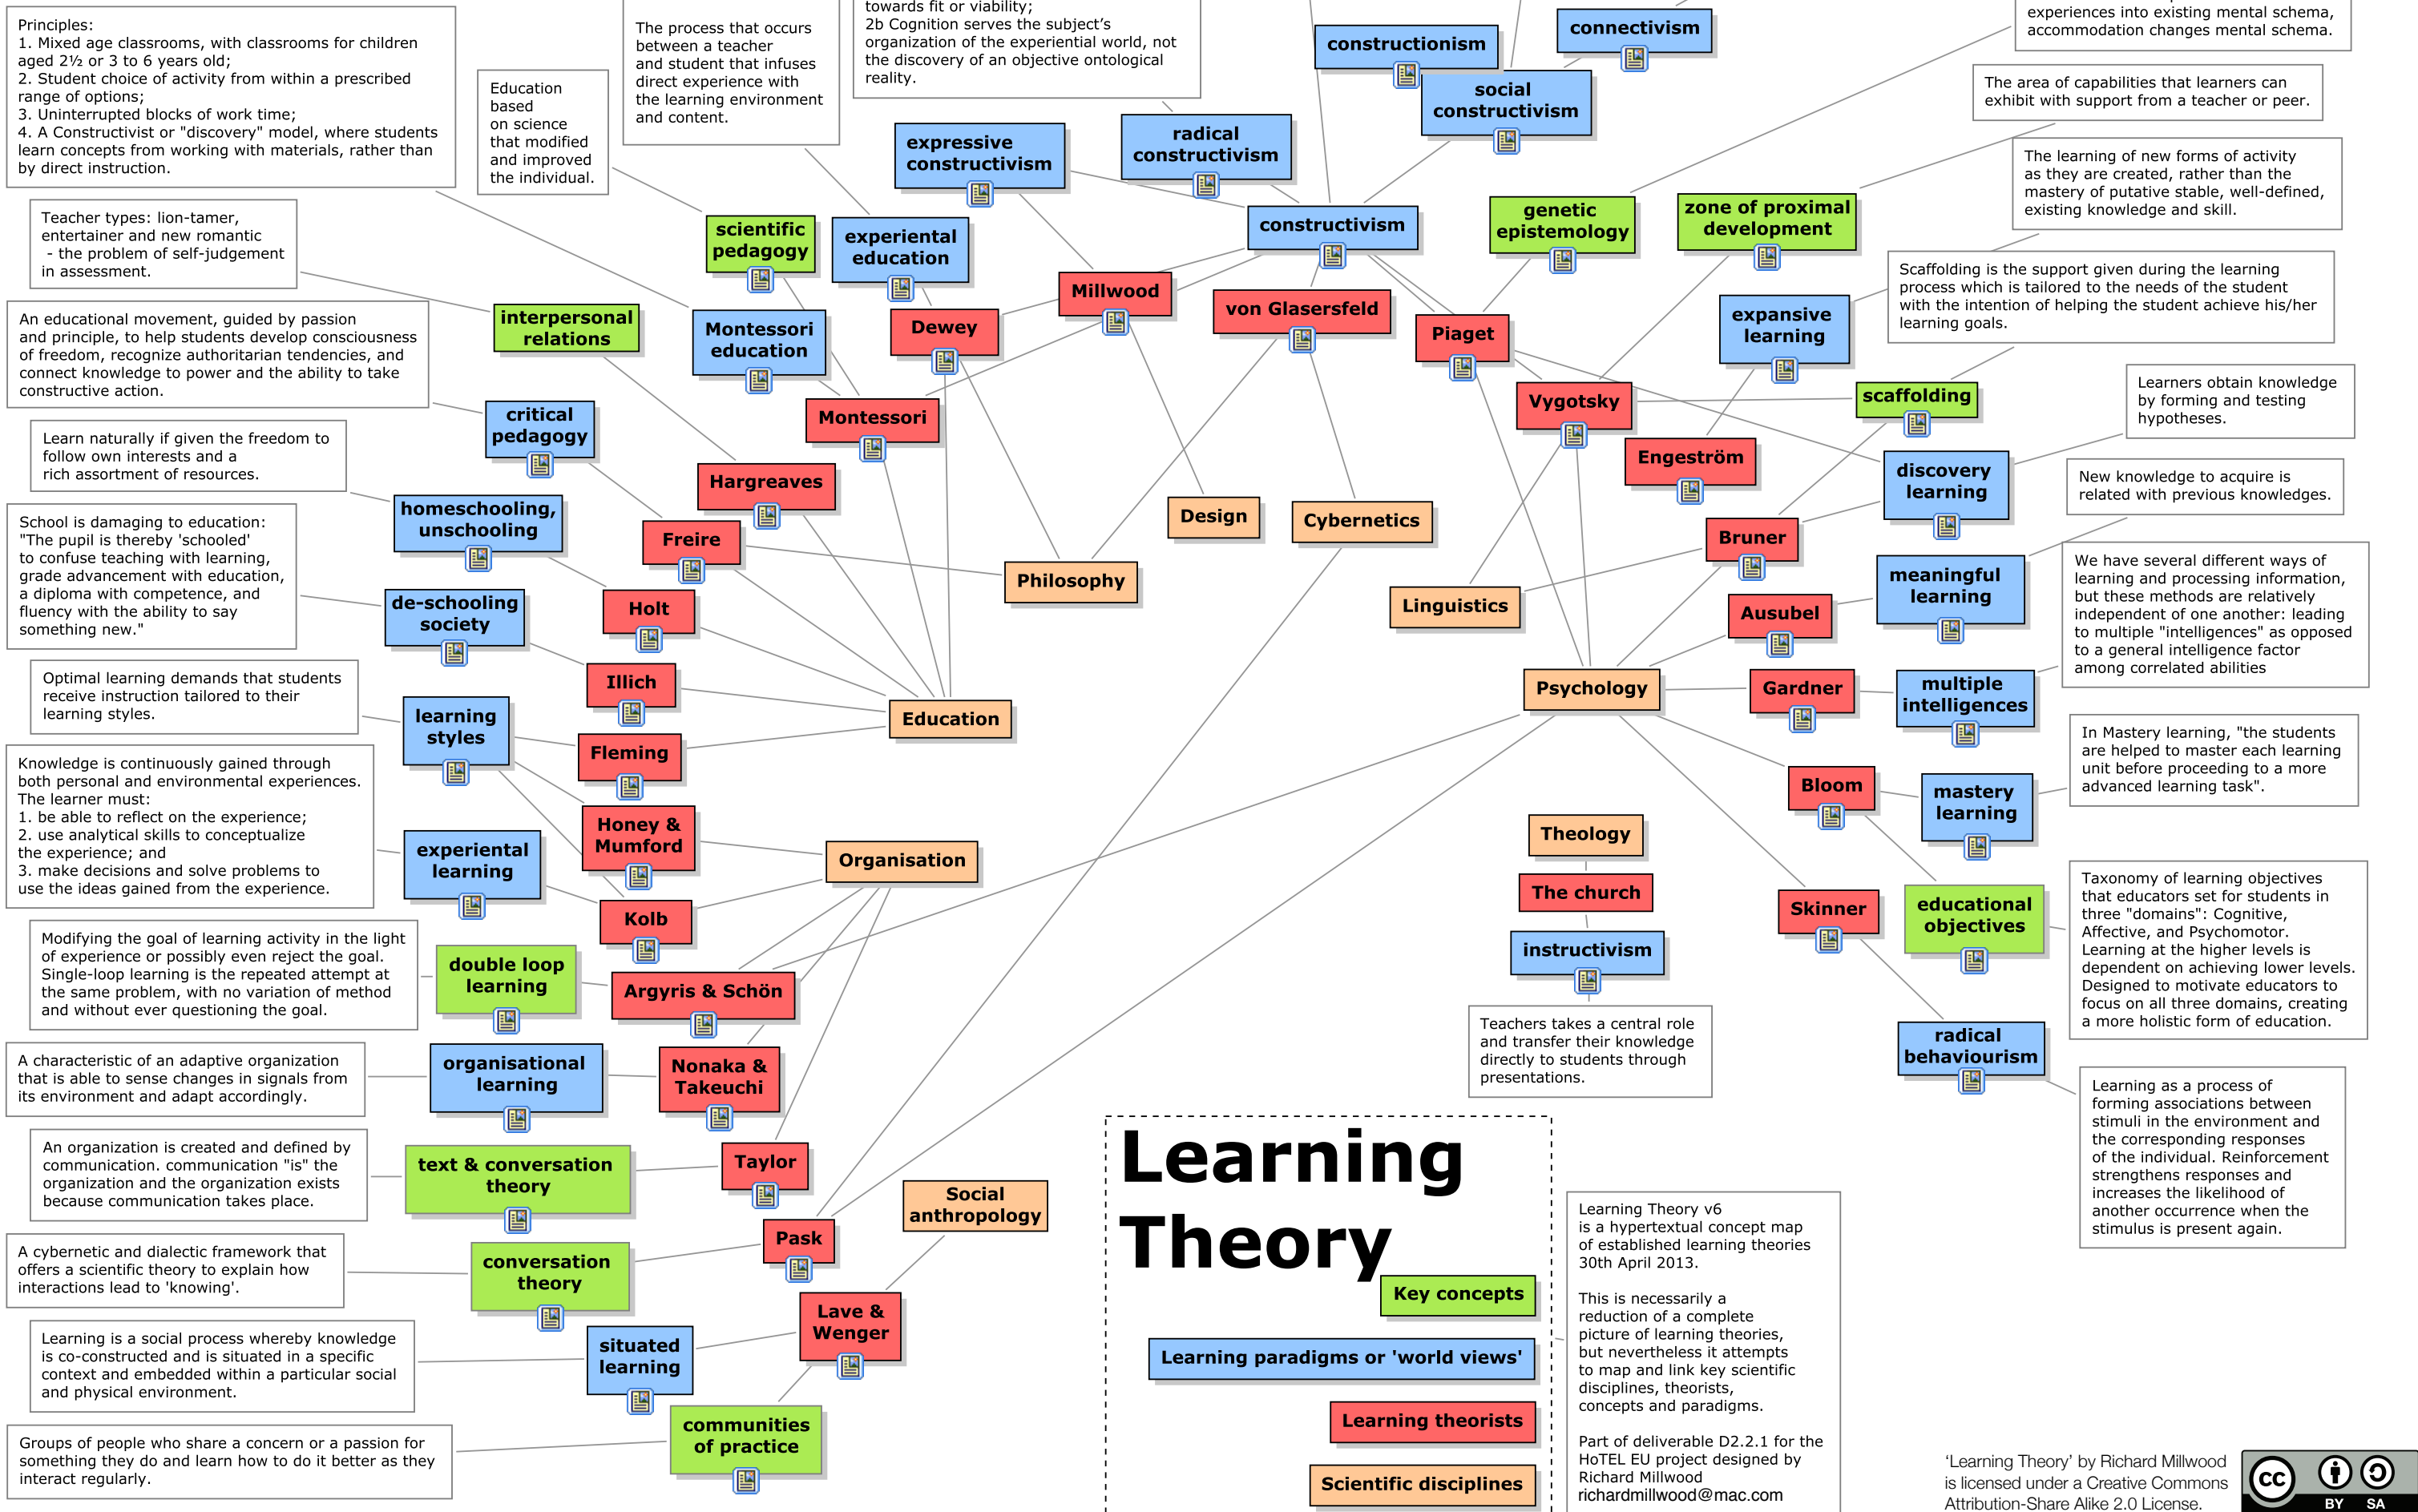 Principles:
1. Mixed age classrooms, with classrooms for children
aged 2½ or 3 to 6 years old;
2. Student choice of activity from within a prescribed
range of options;
3. Uninterrupted blocks of work time;
4. A Constructivist or "discovery" model, where students
learn concepts from working with materials, rather than
by direct instruction.
Education
based
on science
that modified
and improved
the individual.
The process that occurs
between a teacher
and student that infuses
direct experience with
the learning environment
and content.
towards fit or viability;
2b Cognition serves the subject's
organization of the experiential world, not
the discovery of an objective ontological
reality.
constructionism
connectivism
social
constructivism
experiences into existing mental schema,
accommodation changes mental schema.
The area of capabilities that learners can
exhibit with support from a teacher or peer.
The learning of new forms of activity
as they are created, rather than the
mastery of putative stable, well-defined,
existing knowledge and skill.
expressive
constructivism
radical
constructivism
constructivism
genetic
epistemology
zone of proximal
development
Teacher types: lion-tamer,
entertainer and new romantic
- the problem of self-judgement
in assessment.
scientific
pedagogy
experiental
education
Scaffolding is the support given during the learning
process which is tailored to the needs of the student
with the intention of helping the student achieve his/her
learning goals.
Millwood
von Glasersfeld
Piaget
expansive
learning
An educational movement, guided by passion
and principle, to help students develop consciousness
of freedom, recognize authoritarian tendencies, and
connect knowledge to power and the ability to take
constructive action.
interpersonal
relations
Montessori
education
Dewey
Vygotsky
scaffolding
Learners obtain knowledge
by forming and testing
hypotheses.
critical
pedagogy
Montessori
Engeström
discovery
learning
Learn naturally if given the freedom to
follow own interests and a
rich assortment of resources.
Hargreaves
New knowledge to acquire is
related with previous knowledges.
homeschooling,
unschooling
Freire
Design
Cybernetics
Bruner
School is damaging to education:
"The pupil is thereby 'schooled'
to confuse teaching with learning,
grade advancement with education,
a diploma with competence, and
fluency with the ability to say
something new."
Philosophy
Linguistics
meaningful
learning
We have several different ways of
learning and processing information,
but these methods are relatively
independent of one another: leading
to multiple "intelligences" as opposed
to a general intelligence factor
among correlated abilities
de-schooling
society
Holt
Ausubel
Illich
Psychology
Gardner
multiple
intelligences
Optimal learning demands that students
receive instruction tailored to their
learning styles.
learning
styles
Education
Fleming
In Mastery learning, "the students
are helped to master each learning
unit before proceeding to a more
advanced learning task".
Knowledge is continuously gained through
both personal and environmental experiences.
The learner must:
1. be able to reflect on the experience;
2. use analytical skills to conceptualize
the experience; and
3. make decisions and solve problems to
use the ideas gained from the experience.
Bloom
mastery
learning
Honey &
Mumford
Theology
experiental
learning
Organisation
The church
Kolb
Skinner
educational
objectives
Taxonomy of learning objectives
that educators set for students in
three "domains": Cognitive,
Affective, and Psychomotor.
Learning at the higher levels is
dependent on achieving lower levels.
Designed to motivate educators to
focus on all three domains, creating
a more holistic form of education.
instructivism
Modifying the goal of learning activity in the light
of experience or possibly even reject the goal.
Single-loop learning is the repeated attempt at
the same problem, with no variation of method
and without ever questioning the goal.
double loop
learning
Argyris & Schön
Teachers takes a central role
and transfer their knowledge
directly to students through
presentations.
radical
behaviourism
A characteristic of an adaptive organization
that is able to sense changes in signals from
its environment and adapt accordingly.
organisational
learning
Nonaka &
Takeuchi
Learning as a process of
forming associations between
stimuli in the environment and
the corresponding responses
of the individual. Reinforcement
strengthens responses and
increases the likelihood of
another occurrence when the
stimulus is present again.
An organization is created and defined by
communication. communication "is" the
organization and the organization exists
because communication takes place.
text & conversation
theory
Taylor
Social
anthropology
A cybernetic and dialectic framework that
offers a scientific theory to explain how
interactions lead to 'knowing'.
conversation
theory
Pask
Lave &
Wenger
Learning is a social process whereby knowledge
is co-constructed and is situated in a specific
context and embedded within a particular social
and physical environment.
situated
learning
Groups of people who share a concern or a passion for
something they do and learn how to do it better as they
interact regularly.
communities
of practice
Learning
Theory
Key concepts
Learning paradigms or 'world views'
Learning theorists
Scientific disciplines
Learning Theory v6
is a hypertextual concept map
of established learning theories
30th April 2013.
This is necessarily a
reduction of a complete
picture of learning theories,
but nevertheless it attempts
to map and link key scientific
disciplines, theorists,
concepts and paradigms.
Part of deliverable D2.2.1 for the
HoTEL EU project designed by
Richard Millwood
richardmillwood@mac.com
'Learning Theory' by Richard Millwood
is licensed under a Creative Commons
Attribution-Share Alike 2.0 License.
cc
BY SA